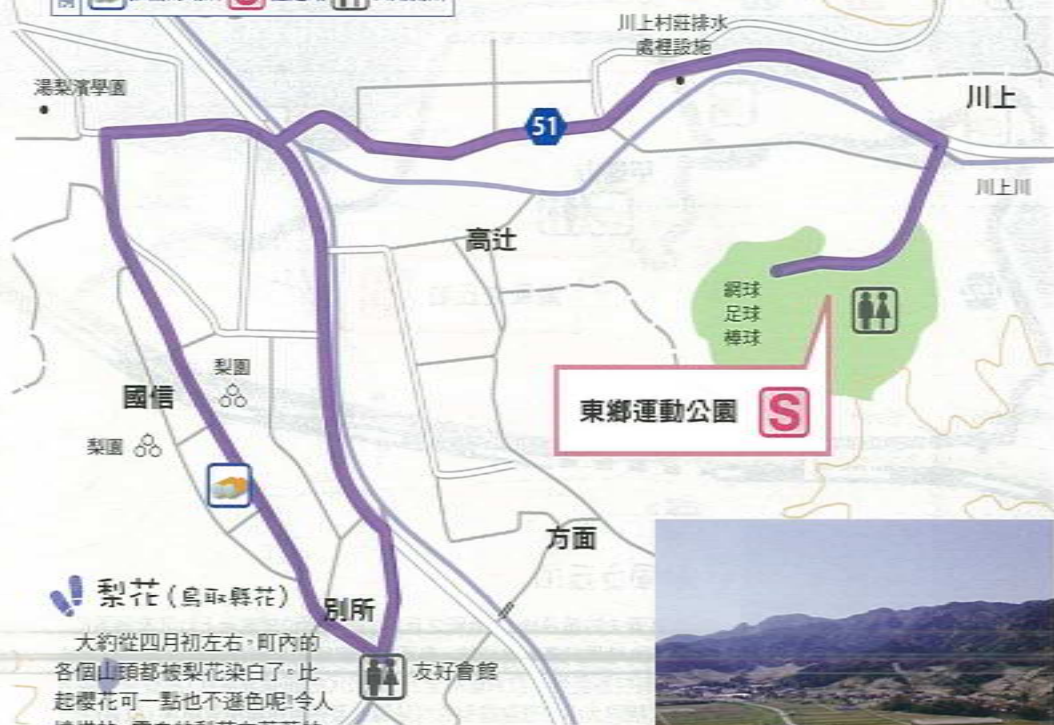 川上村莊排水
處裡設施
湯梨濱學園
川上
51
川上川
高辻
網球
足球
棒球
梨園
國信
東鄉運動公園 S
梨園
方面
梨花(鳥取縣花)
別所
大約從四月初左右,町內的
各個山頭都被梨花染白了。比
起櫻花可一點也不遜色呢!令人
友好會館